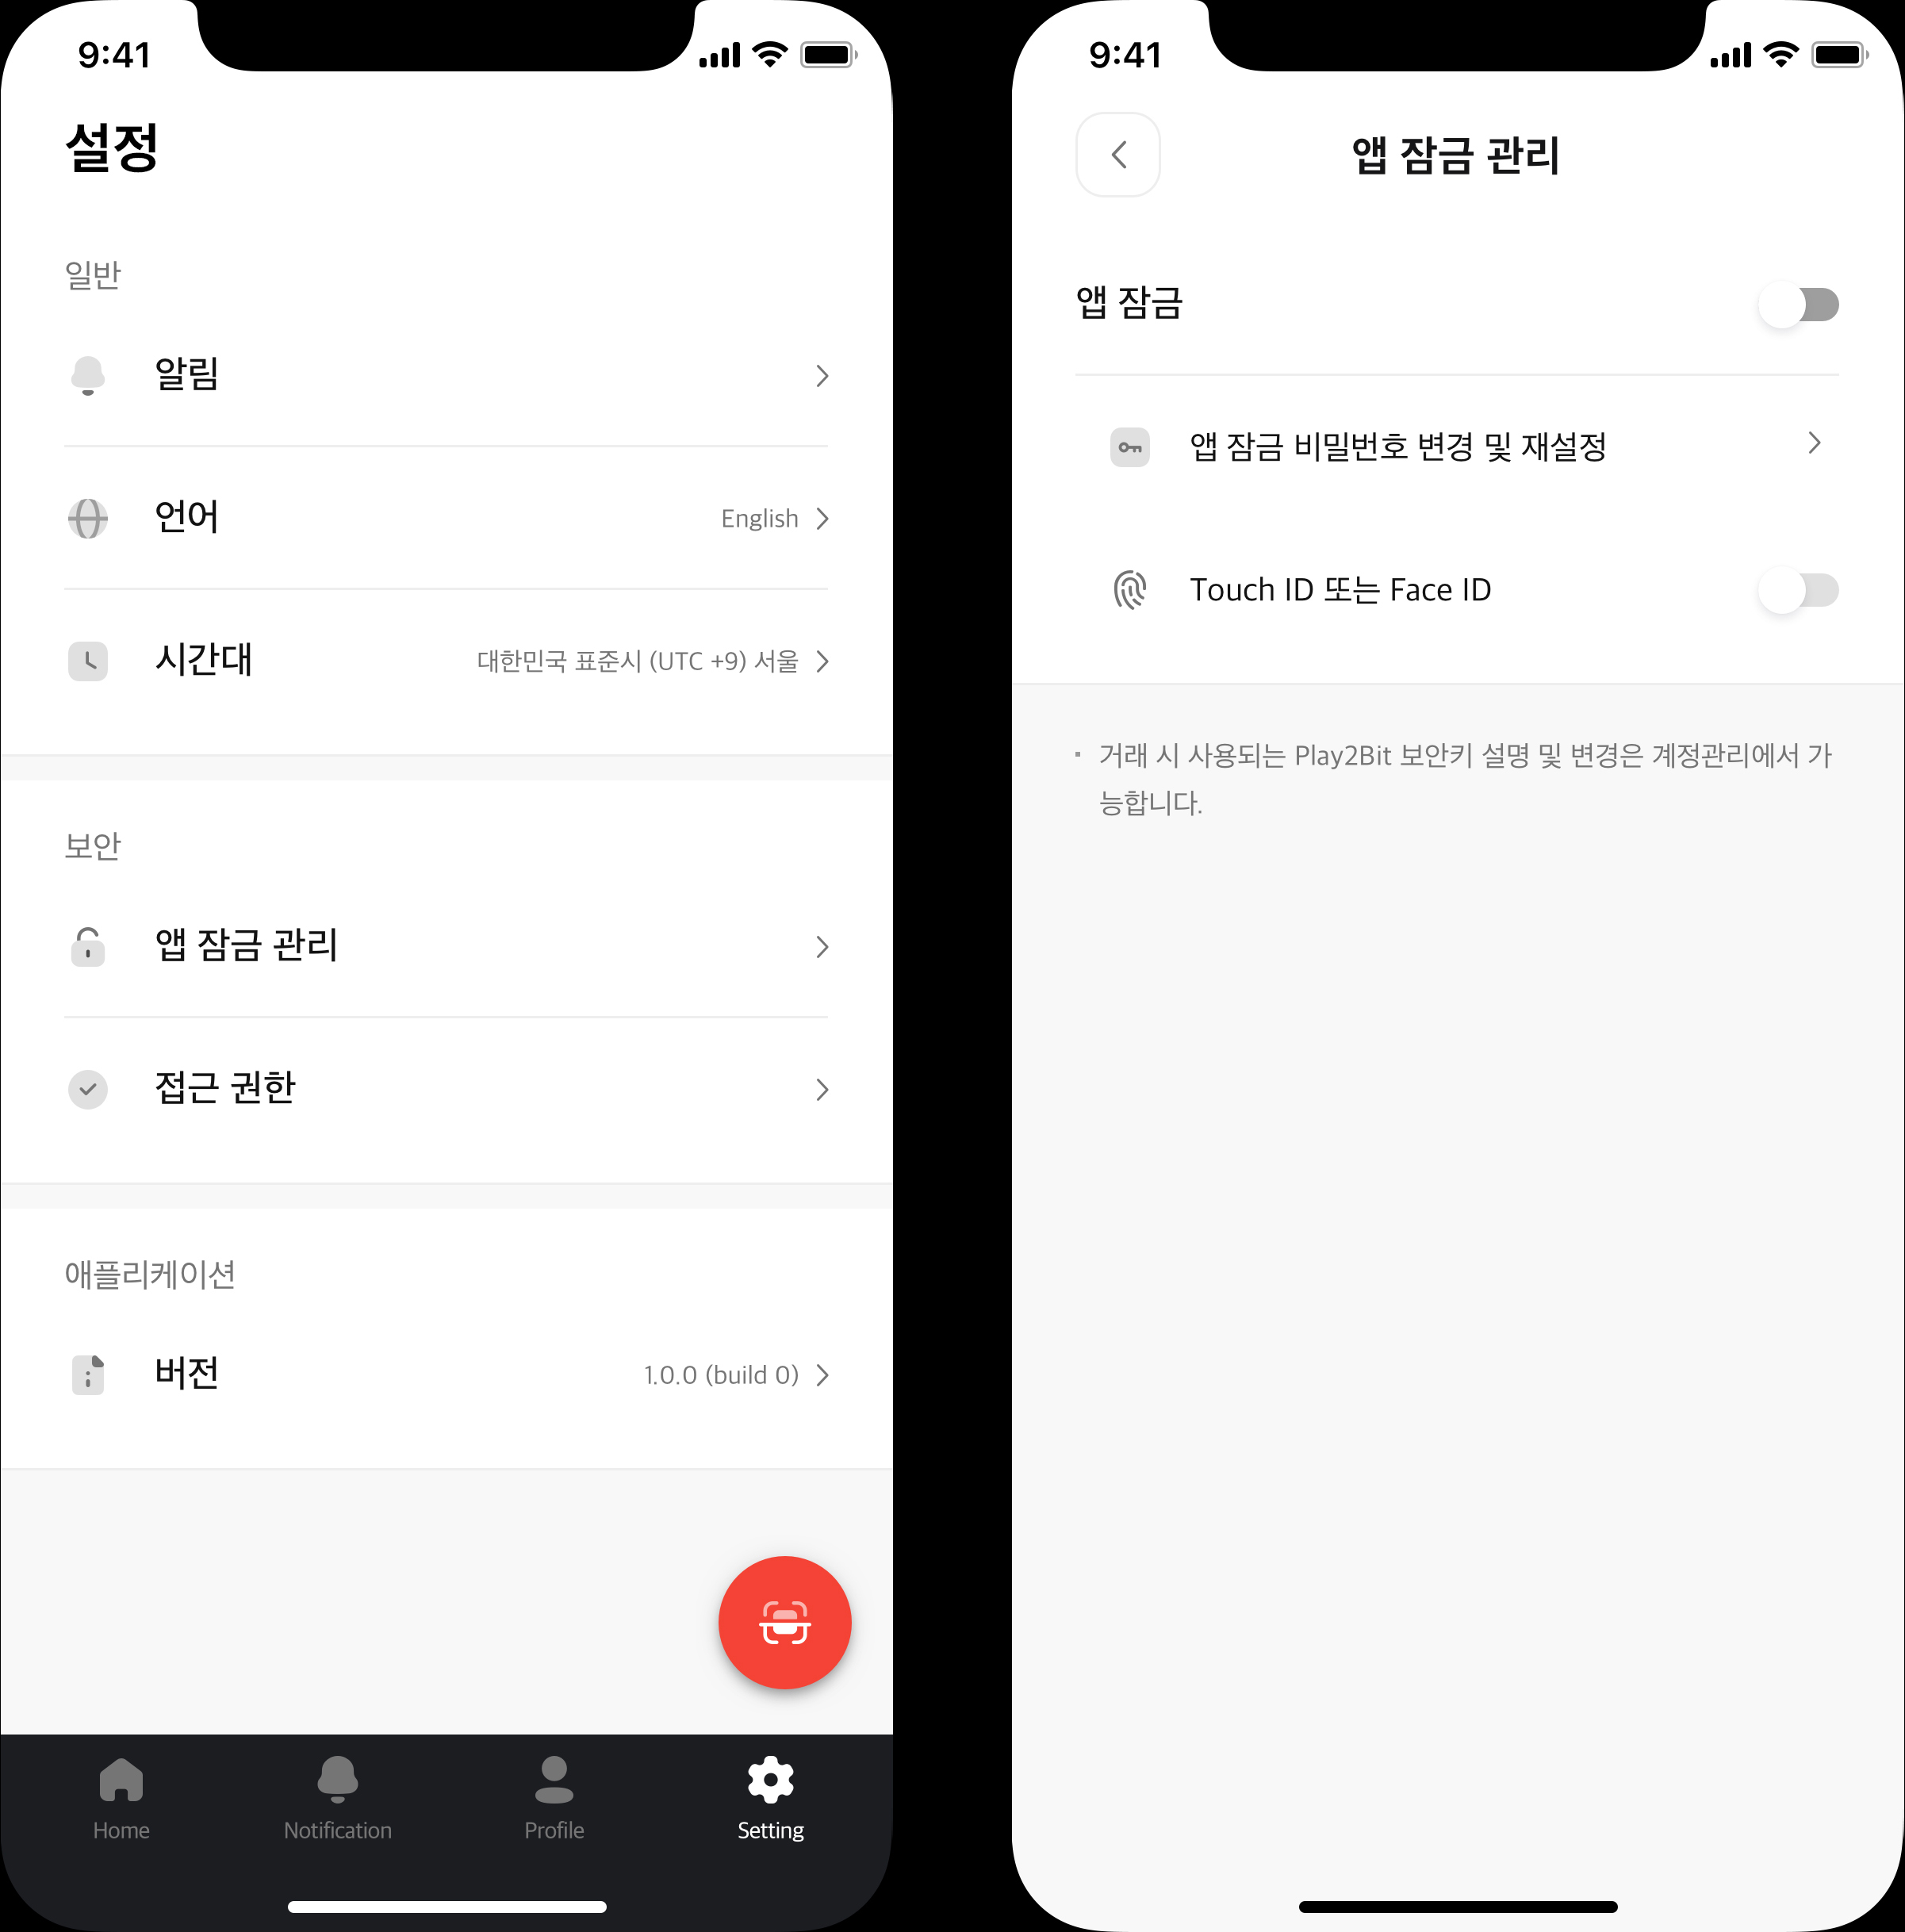 9:41
설정
일반
알림
언어
English
시간대
대한민국 표준시 (UTC +9) 서울
보안
앱 잠금 관리
접근 권한
애플리케이션
버전
1.0.0 (build 0)
Home
Notification
Profile
Setting
9:41
앱 잠금 관리
앱 잠금
앱 잠금 비밀번호 변경 및 재설정
Touch ID 또는 Face ID
거래 시 사용되는 Play2Bit 보안키 설명 및 변경은 계정관리에서 가
능합니다.